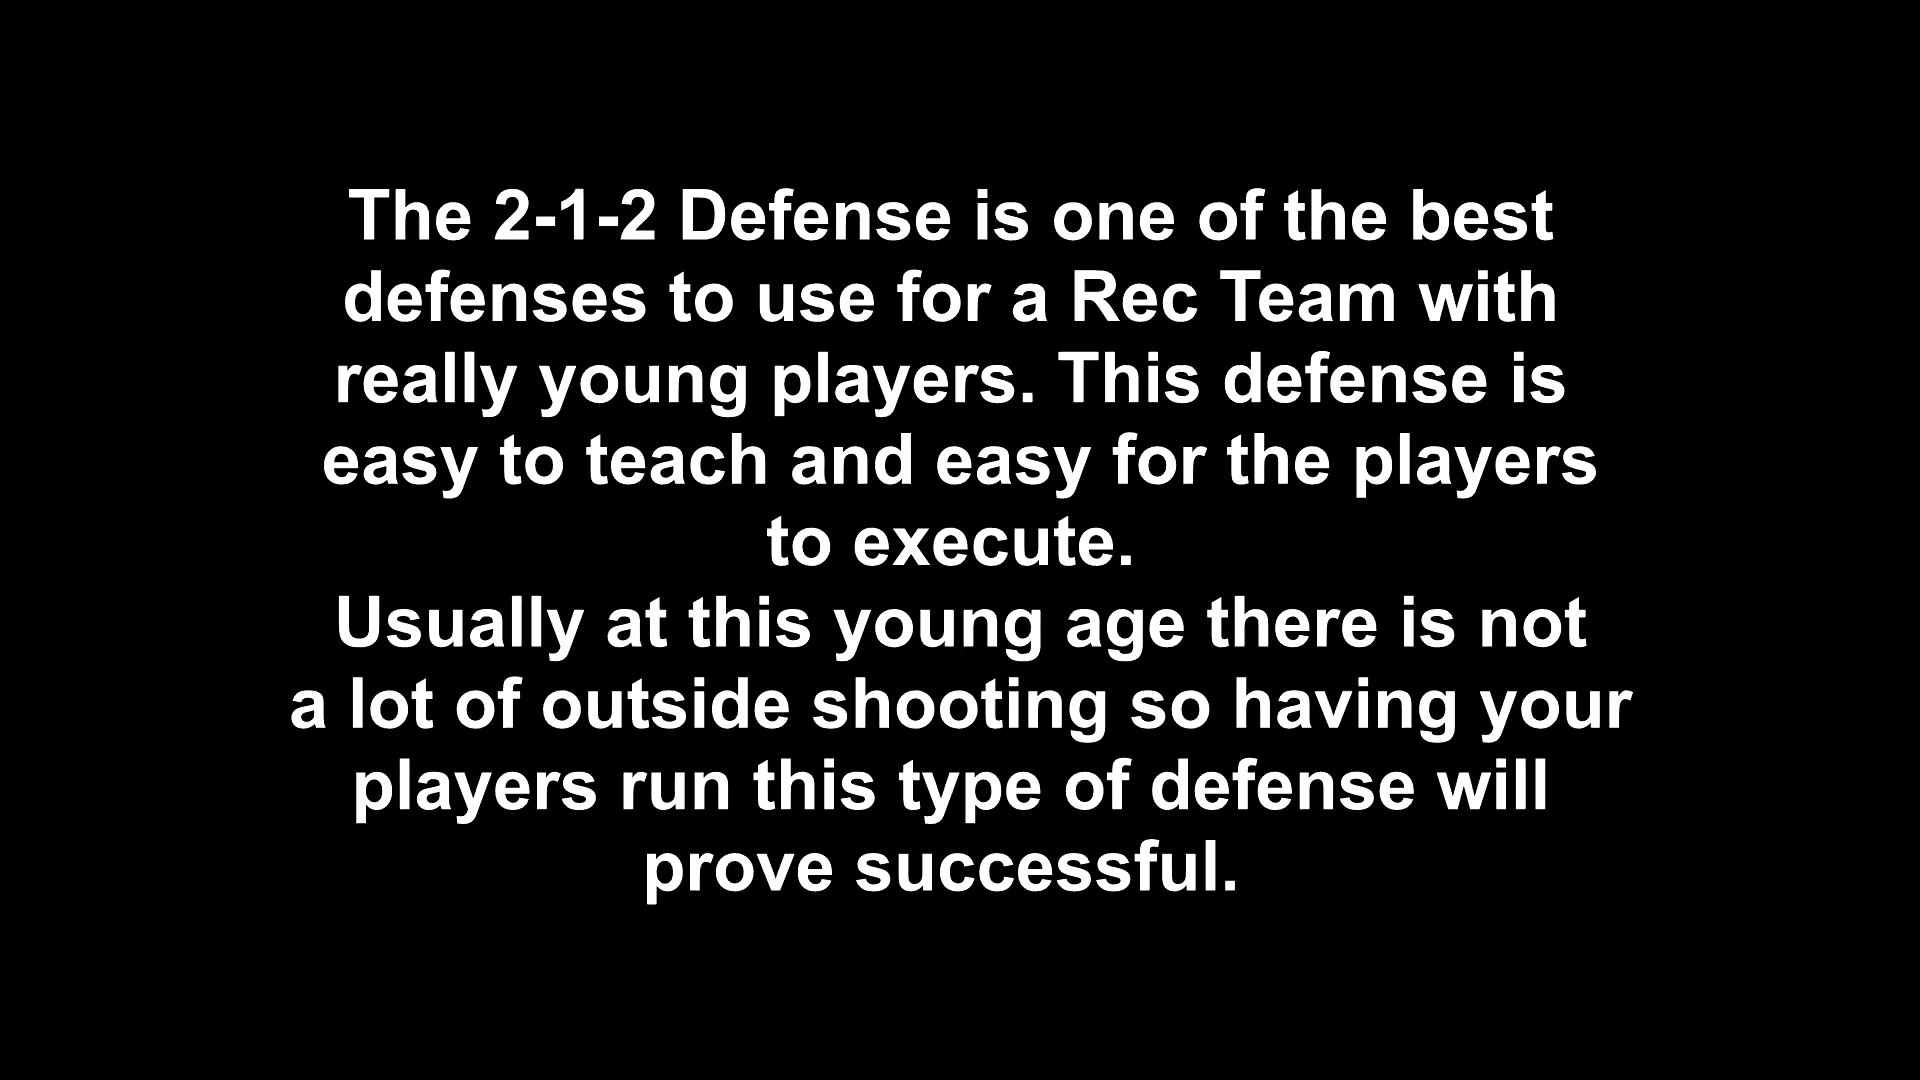 The 2-1-2 Defense is one of the best
defenses to use for a Rec Team with
really young players. This defense is
easy to teach and easy for the players
to execute.
Usually at this young age there is not
a lot of outside shooting so having your
players run this type of defense will
prove successful.